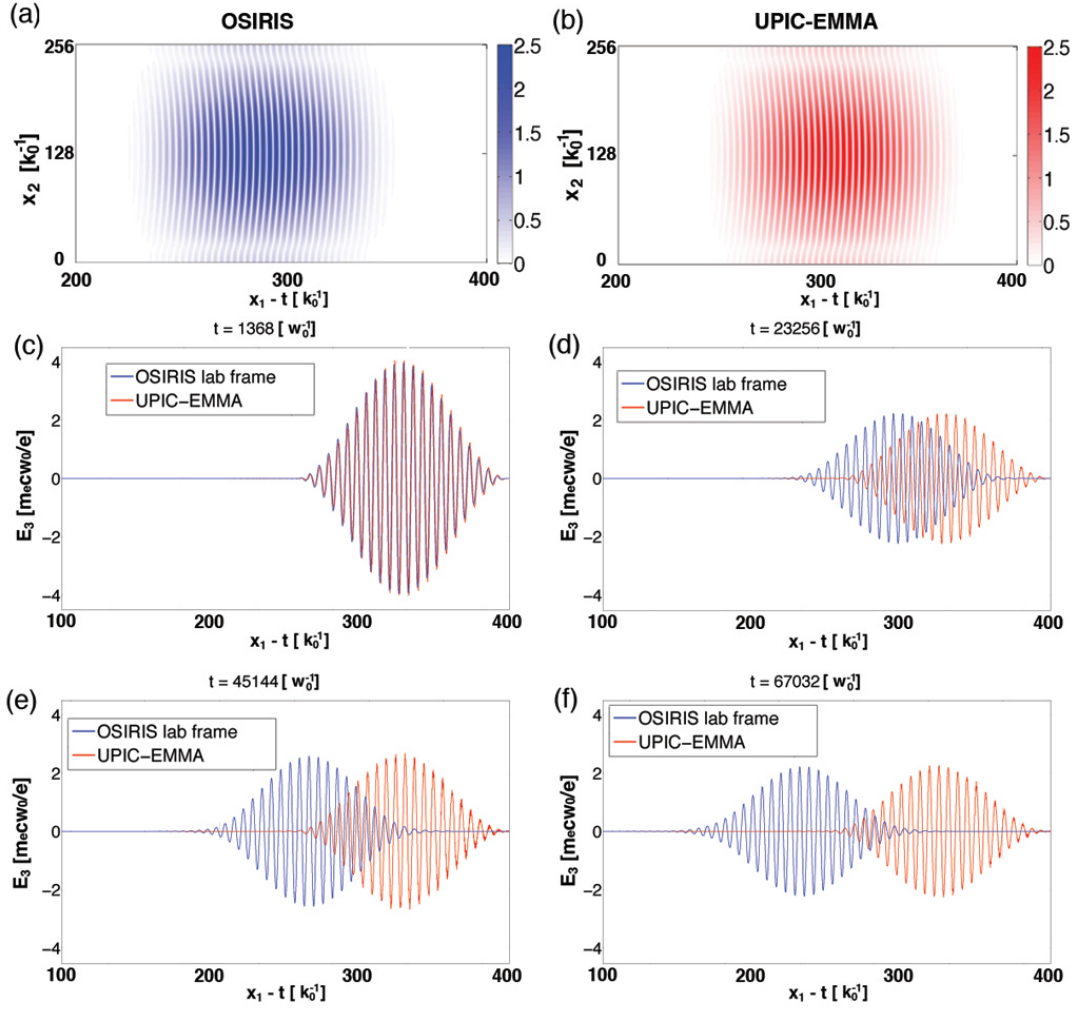 (a) OSIRIS
(b) UPIC-EMMA
256
128
0
x₂ [k₀⁻¹]
200 300 400
x₁ - t [ k₀⁻¹]
2.5
2
1.5
1
0.5
0
256
128
0
x₂ [k₀⁻¹]
200 300 400
x₁ - t [ k₀⁻¹]
2.5
2
1.5
1
0.5
0
(c) t = 1368 [ w₀⁻¹]
OSIRIS lab frame
UPIC-EMMA
4
2
0
−2
−4
E₃ [mₑcw₀/e]
100 200 300 400
x₁ - t [ k₀⁻¹]
(d) t = 23256 [ w₀⁻¹]
OSIRIS lab frame
UPIC-EMMA
4
2
0
−2
−4
E₃ [mₑcw₀/e]
100 200 300 400
x₁ - t [ k₀⁻¹]
(e) t = 45144 [ w₀⁻¹]
OSIRIS lab frame
UPIC−EMMA
4
2
0
−2
−4
E₃ [mₑcw₀/e]
100 200 300 400
x₁ - t [ k₀⁻¹]
(f) t = 67032 [ w₀⁻¹]
OSIRIS lab frame
UPIC−EMMA
4
2
0
−2
−4
E₃ [mₑcw₀/e]
100 200 300 400
x₁ - t [ k₀⁻¹]